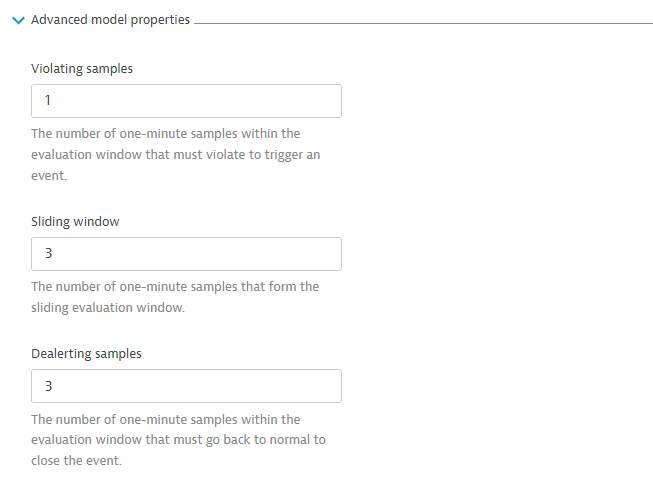 Advanced model properties
Violating samples
1
The number of one-minute samples within the
evaluation window that must violate to trigger an
event.
Sliding window
3
The number of one-minute samples that form the
sliding evaluation window.
Dealerting samples
3
The number of one-minute samples within the
evaluation window that must go back to normal to
close the event.